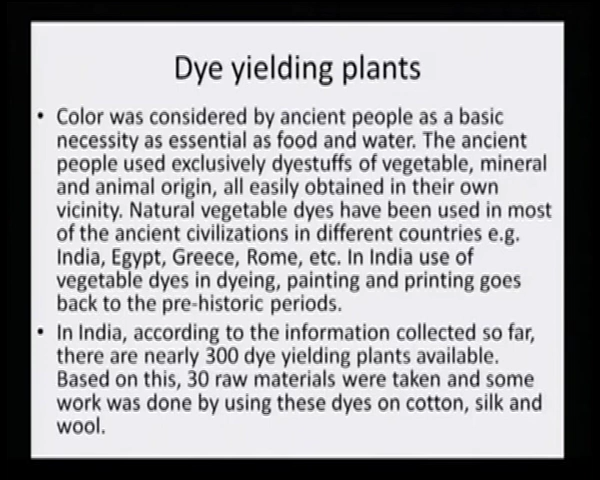 Dye yielding plants
• Color was considered by ancient people as a basic
necessity as essential as food and water. The ancient
people used exclusively dyestuffs of vegetable, mineral
and animal origin, all easily obtained in their own
vicinity. Natural vegetable dyes have been used in most
of the ancient civilizations in different countries e.g.
India, Egypt, Greece, Rome, etc. In India use of
vegetable dyes in dyeing, painting and printing goes
back to the pre-historic periods.
• In India, according to the information collected so far,
there are nearly 300 dye yielding plants available.
Based on this, 30 raw materials were taken and some
work was done by using these dyes on cotton, silk and
wool.